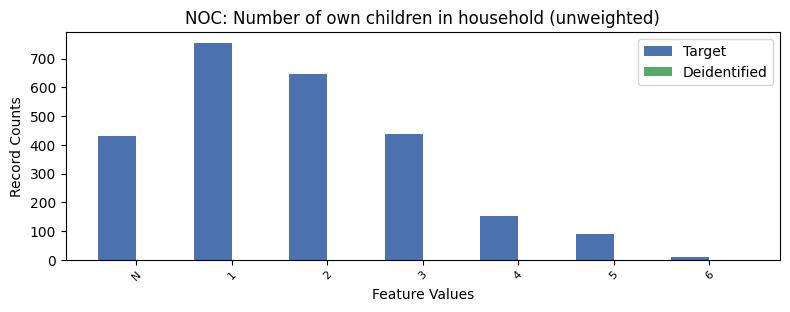 NOC: Number of own children in household (unweighted)
Target
Deidentified
Record Counts
700
600
500
400
300
200
100
0
N 1 2 3 4 5 6
Feature Values